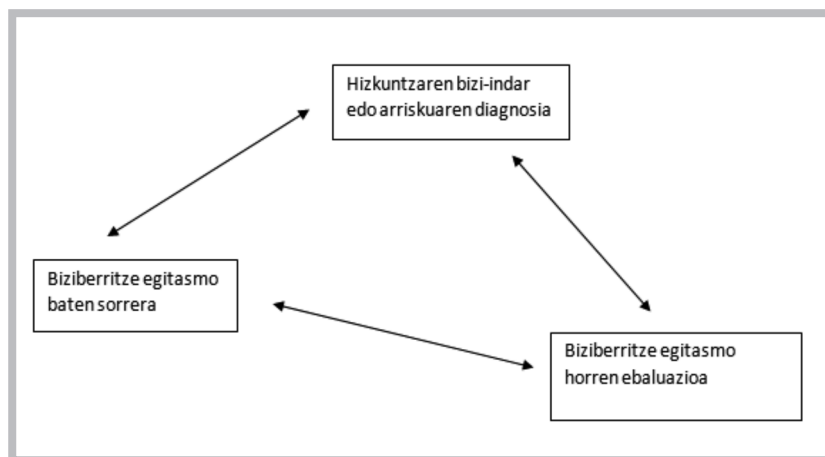 Hizkuntzaren bizi-indar
edo arriskuaren diagnosia
Biziberritze egitasmo
baten sorrera
Biziberritze egitasmo
horren ebaluazioa